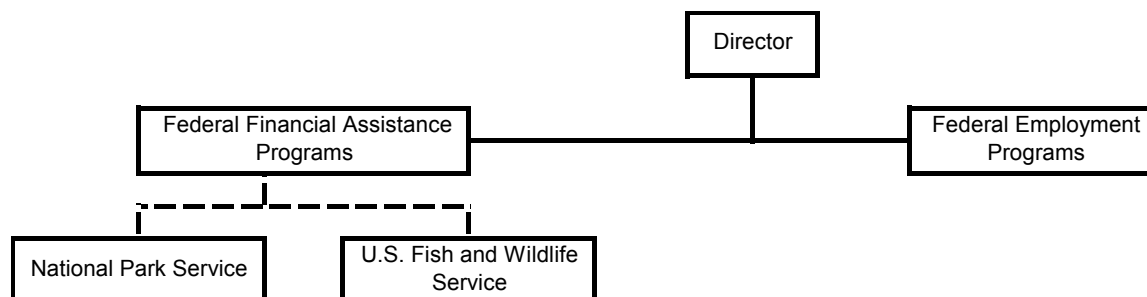 Director
Federal Financial Assistance
Programs
Federal Employment
Programs
National Park Service
U.S. Fish and Wildlife
Service